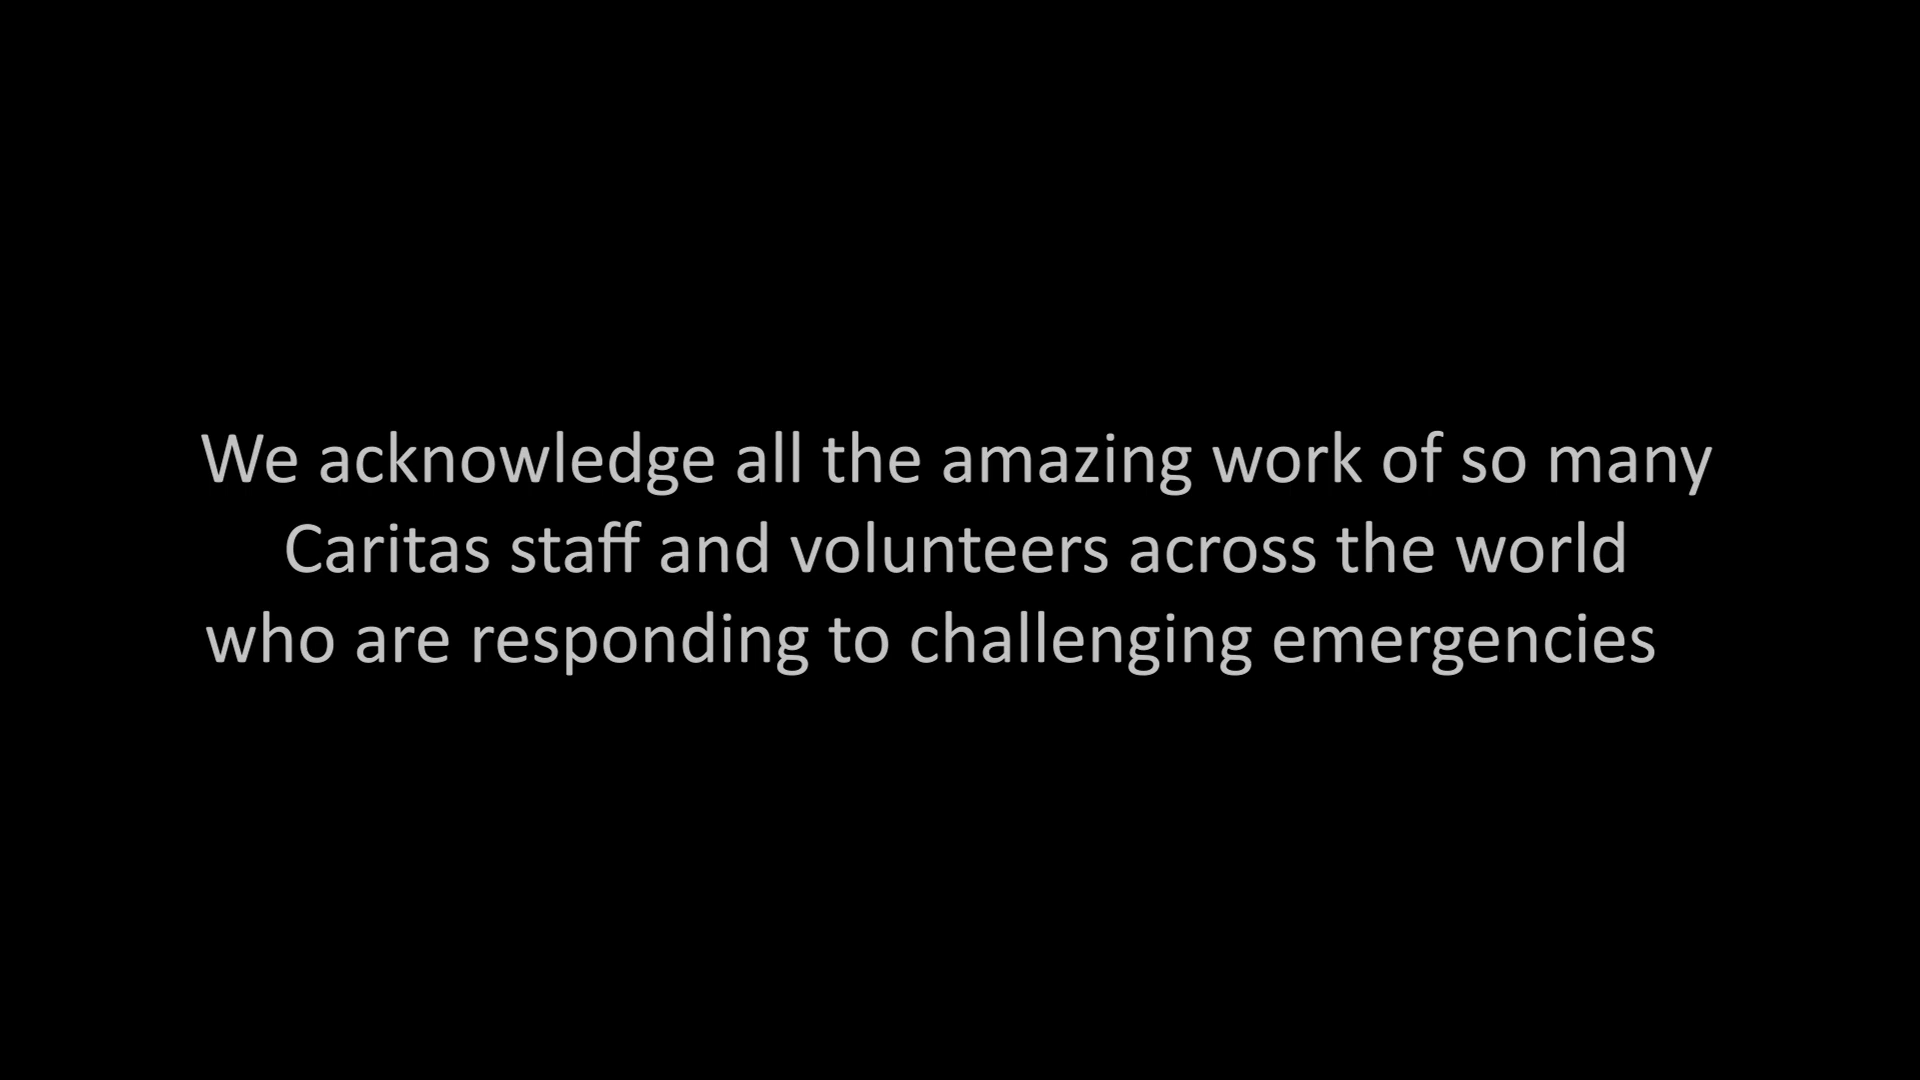 We acknowledge all the amazing work of so many
Caritas staff and volunteers across the world
who are responding to challenging emergencies